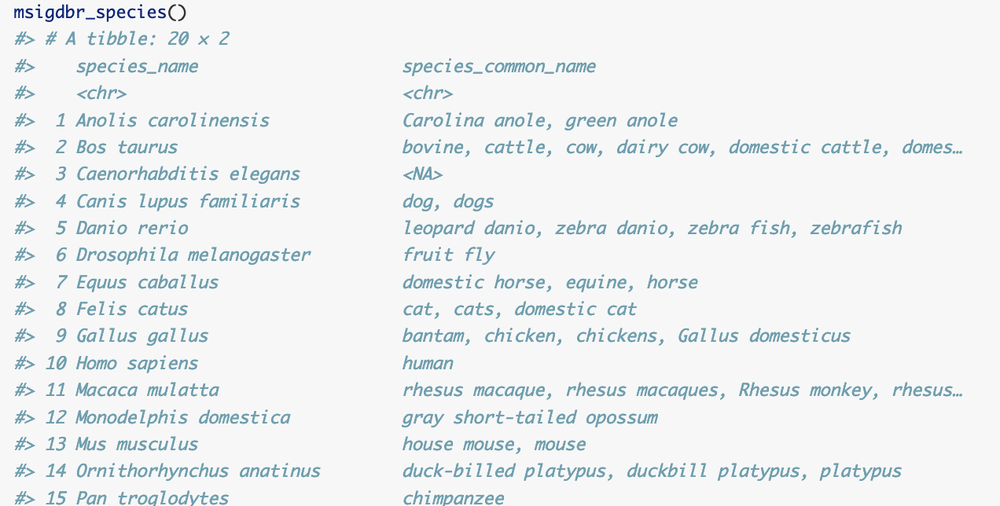 msigdbr_species()
#> # A tibble: 20 × 2
#>    species_name                    species_common_name
#>    <chr>                           <chr>
#>  1 Anolis carolinensis             Carolina anole, green anole
#>  2 Bos taurus                      bovine, cattle, cow, dairy cow, domestic cattle, domes…
#>  3 Caenorhabditis elegans          <NA>
#>  4 Canis lupus familiaris          dog, dogs
#>  5 Danio rerio                     leopard danio, zebra danio, zebra fish, zebrafish
#>  6 Drosophila melanogaster         fruit fly
#>  7 Equus caballus                  domestic horse, equine, horse
#>  8 Felis catus                     cat, cats, domestic cat
#>  9 Gallus gallus                   bantam, chicken, chickens, Gallus domesticus
#> 10 Homo sapiens                    human
#> 11 Macaca mulatta                  rhesus macaque, rhesus macaques, Rhesus monkey, rhesus…
#> 12 Monodelphis domestica           gray short-tailed opossum
#> 13 Mus musculus                    house mouse, mouse
#> 14 Ornithorhynchus anatinus        duck-billed platypus, duckbill platypus, platypus
#> 15 Pan troglodytes                 chimpanzee